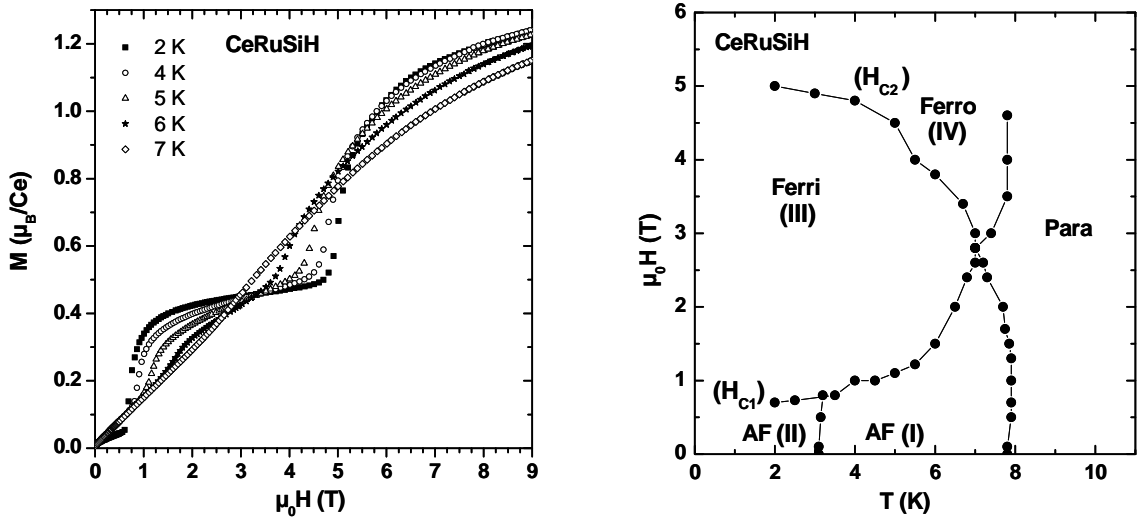 CeRuSiH
2 K
4 K
5 K
6 K
7 K
M (μB/Ce)
1.2
1.0
0.8
0.6
0.4
0.2
0.0
0 1 2 3 4 5 6 7 8 9
μ0H (T)
CeRuSiH
(HC2)
Ferro
(IV)
Ferri
(III)
Para
(HC1)
AF (II)
AF (I)
μ0H (T)
6
5
4
3
2
1
0
2 4 6 8 10
T (K)